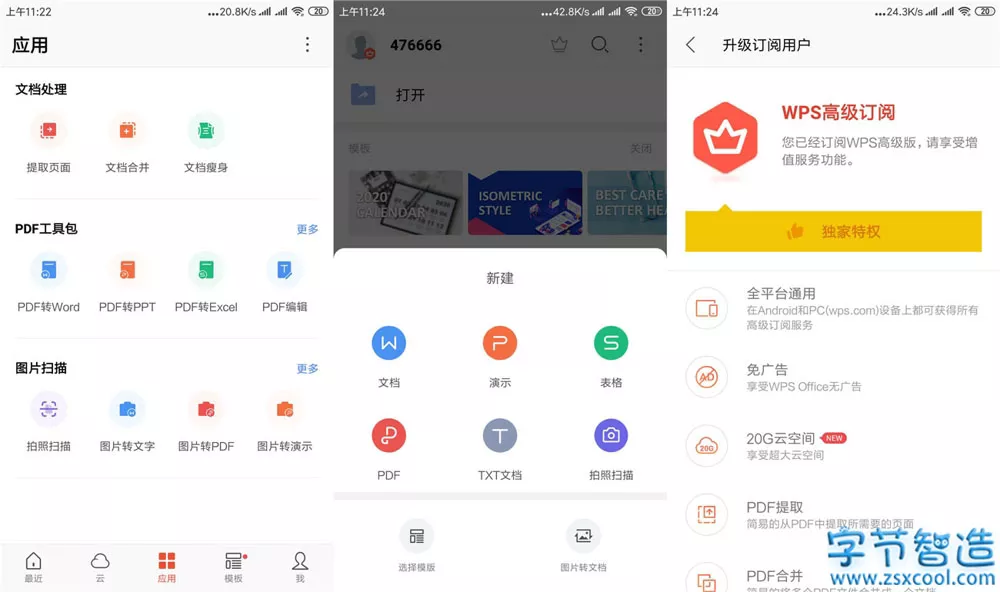 上午11:22
...20.8K/s
20
应用
文档处理
提取页面
文档合并
文档瘦身
PDF工具包
更多
PDF转Word
PDF转PPT
PDF转Excel
PDF编辑
图片扫描
更多
拍照扫描
图片转文字
图片转PDF
图片转演示
最近
云
应用
模板
我
上午11:24
...42.8K/s
20
476666
打开
模板
关闭
2020
CALENDAR
ISOMETRIC
STYLE
BEST CARE
BETTER HEA
新建
W
P
S
文档
演示
表格
T
PDF
TXT文档
拍照扫描
选择模版
图片转文档
上午11:24
...24.3K/s
20
升级订阅用户
WPS高级订阅
您已经订阅WPS高级版，请享受增
值服务功能。
独家特权
全平台通用
在Android和PC(wps.com)设备上都可获得所有
高级订阅服务
AD
免广告
享受WPS Office无广告
20G
20G云空间
NEW
享受超大云空间
PDF提取
简易的从PDF中提取所需要的页面
PDF合并
字节智造
www.zsxcool.com